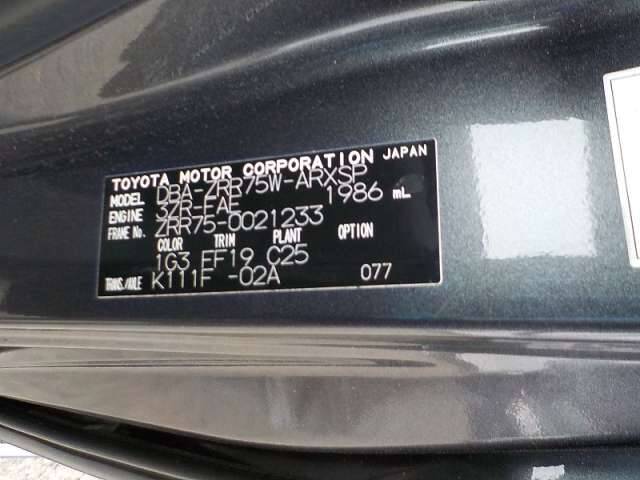 TOYOTA MOTOR CORPORATION JAPAN
MODEL DBA-ZRR75W-ARXSP
ENGINE 3ZR-FAE 1986 mL
FRAME No. ZRR75-0021233
COLOR TRIM PLANT OPTION
1G3 FF19 C25
TRANS./AXLE K111F -02A 077